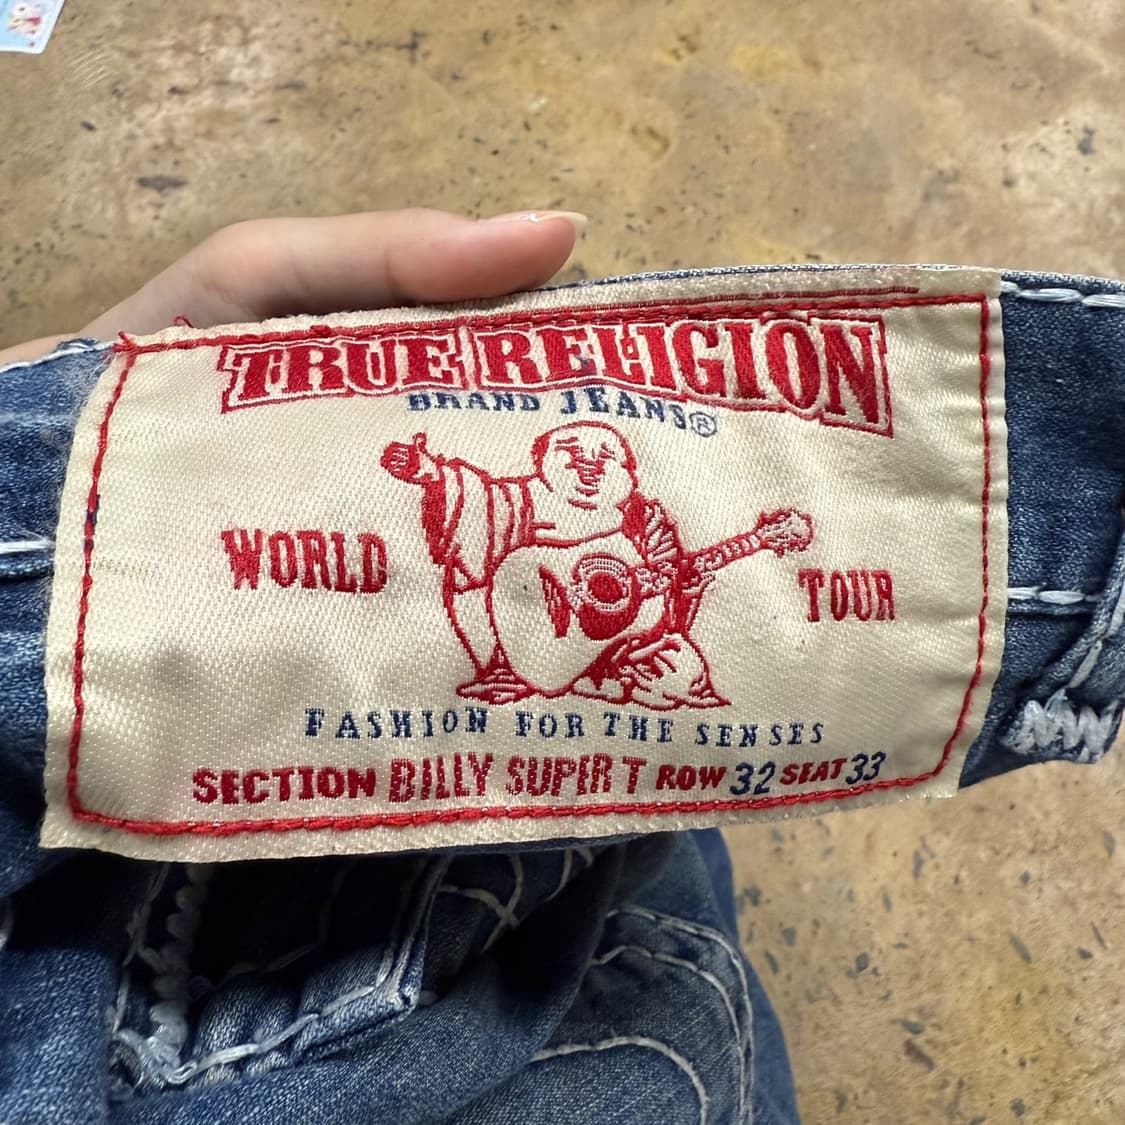 TRUE RELIGION
BRAND JEANS®
WORLD TOUR
FASHION FOR THE SENSES
SECTION BILLY SUPER T ROW 32 SEAT 33